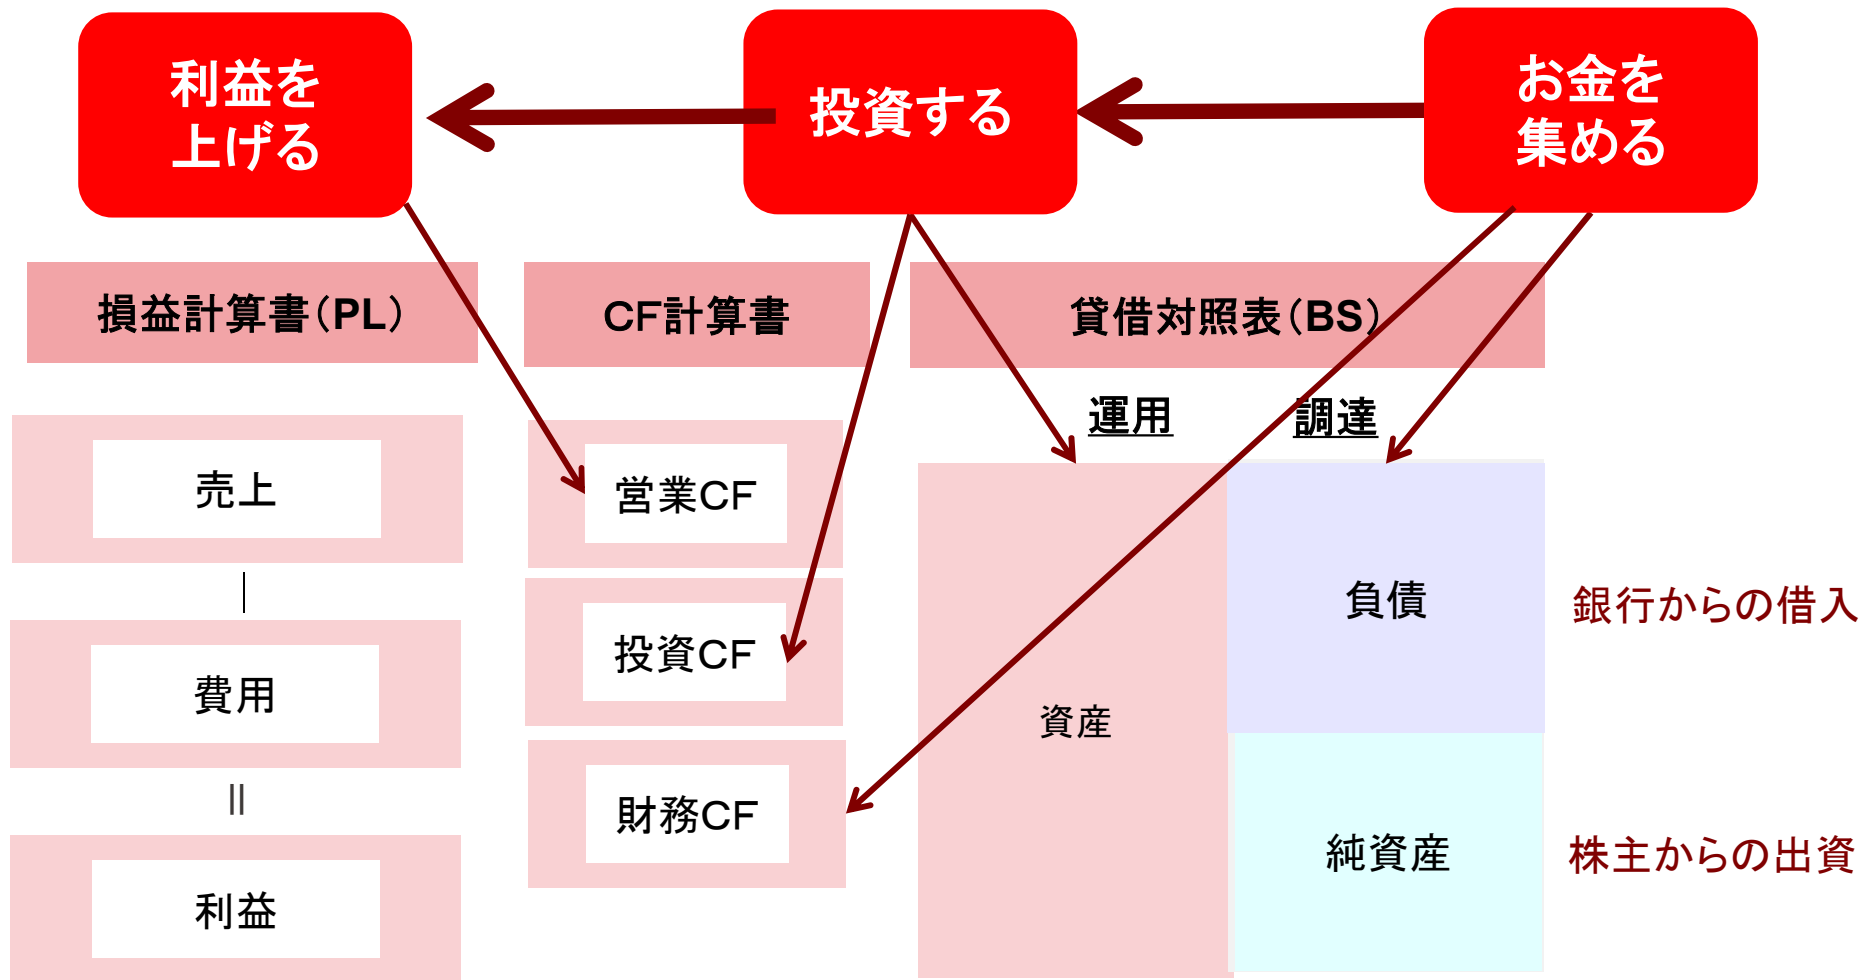 利益を
上げる
投資する
お金を
集める
損益計算書（PL）
CF計算書
貸借対照表（BS）
運用
調達
売上
｜
費用
||
利益
営業CF
投資CF
財務CF
資産
負債
純資産
銀行からの借入
株主からの出資